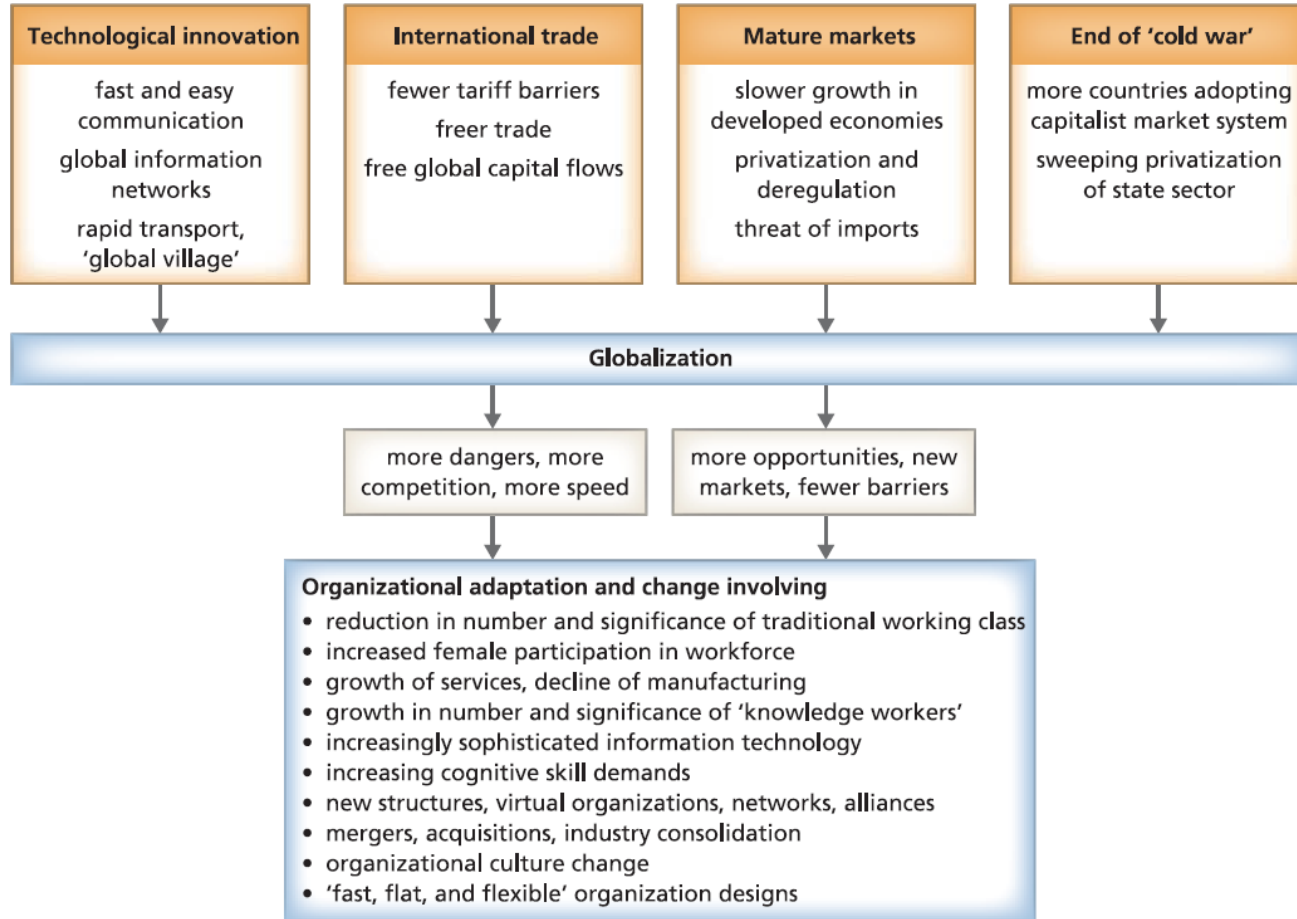 Technological innovation
fast and easy
communication
global information
networks
rapid transport,
‘global village’
International trade
fewer tariff barriers
freer trade
free global capital flows
Mature markets
slower growth in
developed economies
privatization and
deregulation
threat of imports
End of ‘cold war’
more countries adopting
capitalist market system
sweeping privatization
of state sector
Globalization
more dangers, more
competition, more speed
more opportunities, new
markets, fewer barriers
Organizational adaptation and change involving
• reduction in number and significance of traditional working class
• increased female participation in workforce
• growth of services, decline of manufacturing
• growth in number and significance of ‘knowledge workers’
• increasingly sophisticated information technology
• increasing cognitive skill demands
• new structures, virtual organizations, networks, alliances
• mergers, acquisitions, industry consolidation
• organizational culture change
• ‘fast, flat, and flexible’ organization designs